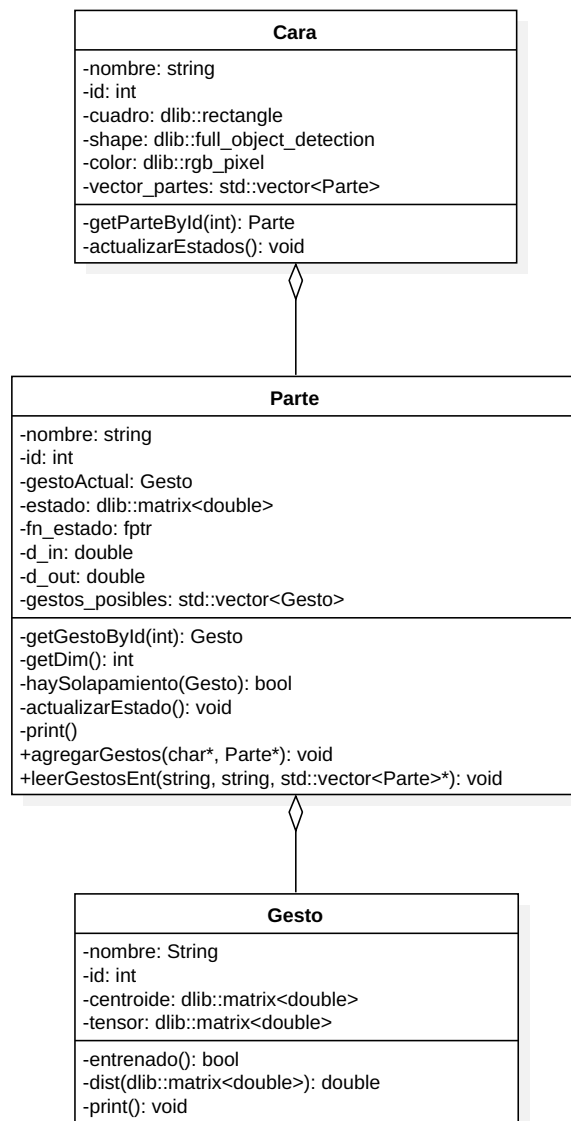 Cara
-nombre: string
-id: int
-cuadro: dlib::rectangle
-shape: dlib::full_object_detection
-color: dlib::rgb_pixel
-vector_partes: std::vector<Parte>
-getParteById(int): Parte
-actualizarEstados(): void
Parte
-nombre: string
-id: int
-gestoActual: Gesto
-estado: dlib::matrix<double>
-fn_estado: fptr
-d_in: double
-d_out: double
-gestos_posibles: std::vector<Gesto>
-getGestoById(int): Gesto
-getDim(): int
-haySolapamiento(Gesto): bool
-actualizarEstado(): void
-print()
+agregarGestos(char*, Parte*): void
+leerGestosEnt(string, string, std::vector<Parte>*): void
Gesto
-nombre: String
-id: int
-centroide: dlib::matrix<double>
-tensor: dlib::matrix<double>
-entrenado(): bool
-dist(dlib::matrix<double>): double
-print(): void